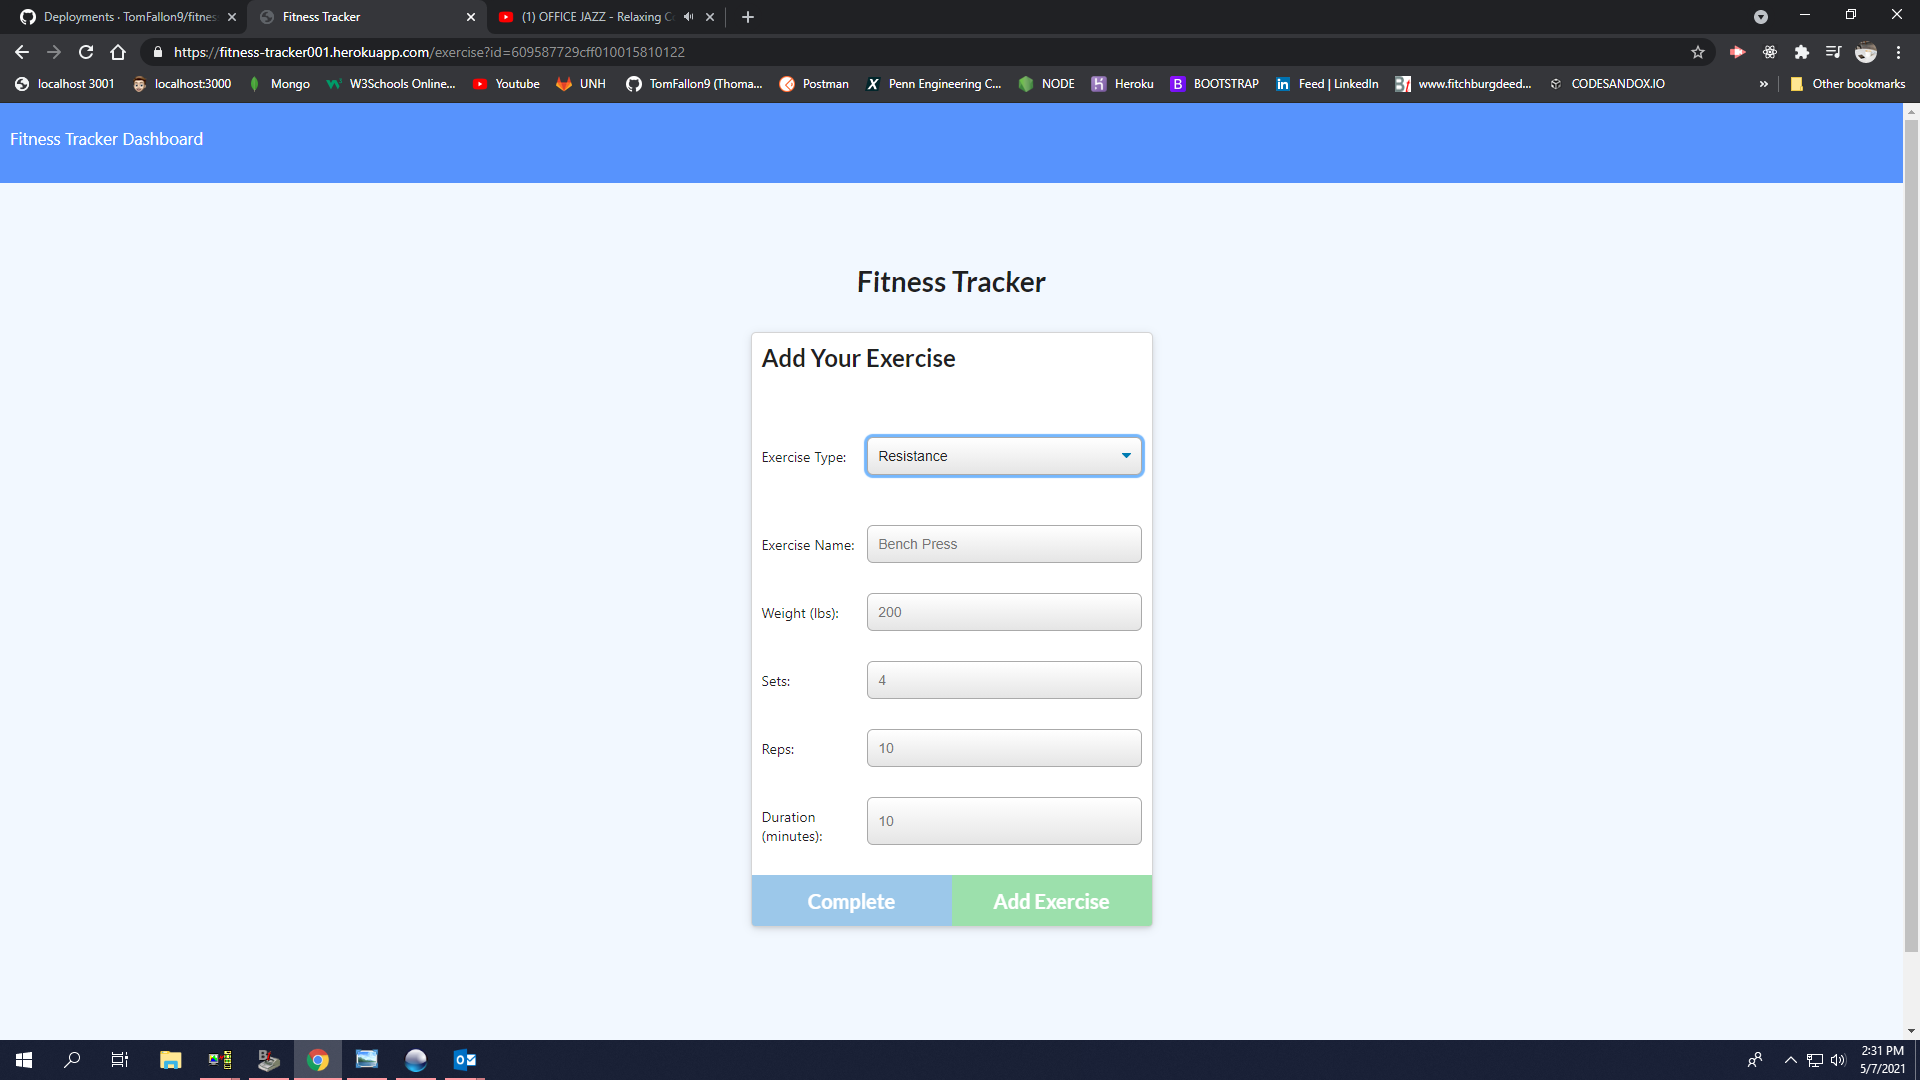 Deployments · TomFallon9/fitnes
Fitness Tracker
(1) OFFICE JAZZ - Relaxing C
https://fitness-tracker001.herokuapp.com/exercise?id=609587729cff010015810122
localhost 3001
localhost:3000
Mongo
W3Schools Online...
Youtube
UNH
TomFallon9 (Thoma...
Postman
Penn Engineering C...
NODE
Heroku
BOOTSTRAP
Feed | LinkedIn
www.fitchburgdeed...
CODESANDOX.IO
»
Other bookmarks
Fitness Tracker Dashboard
Fitness Tracker
Add Your Exercise
Exercise Type:
Resistance
Exercise Name:
Bench Press
Weight (lbs):
200
Sets:
4
Reps:
10
Duration
(minutes):
10
Complete
Add Exercise
2:31 PM
5/7/2021